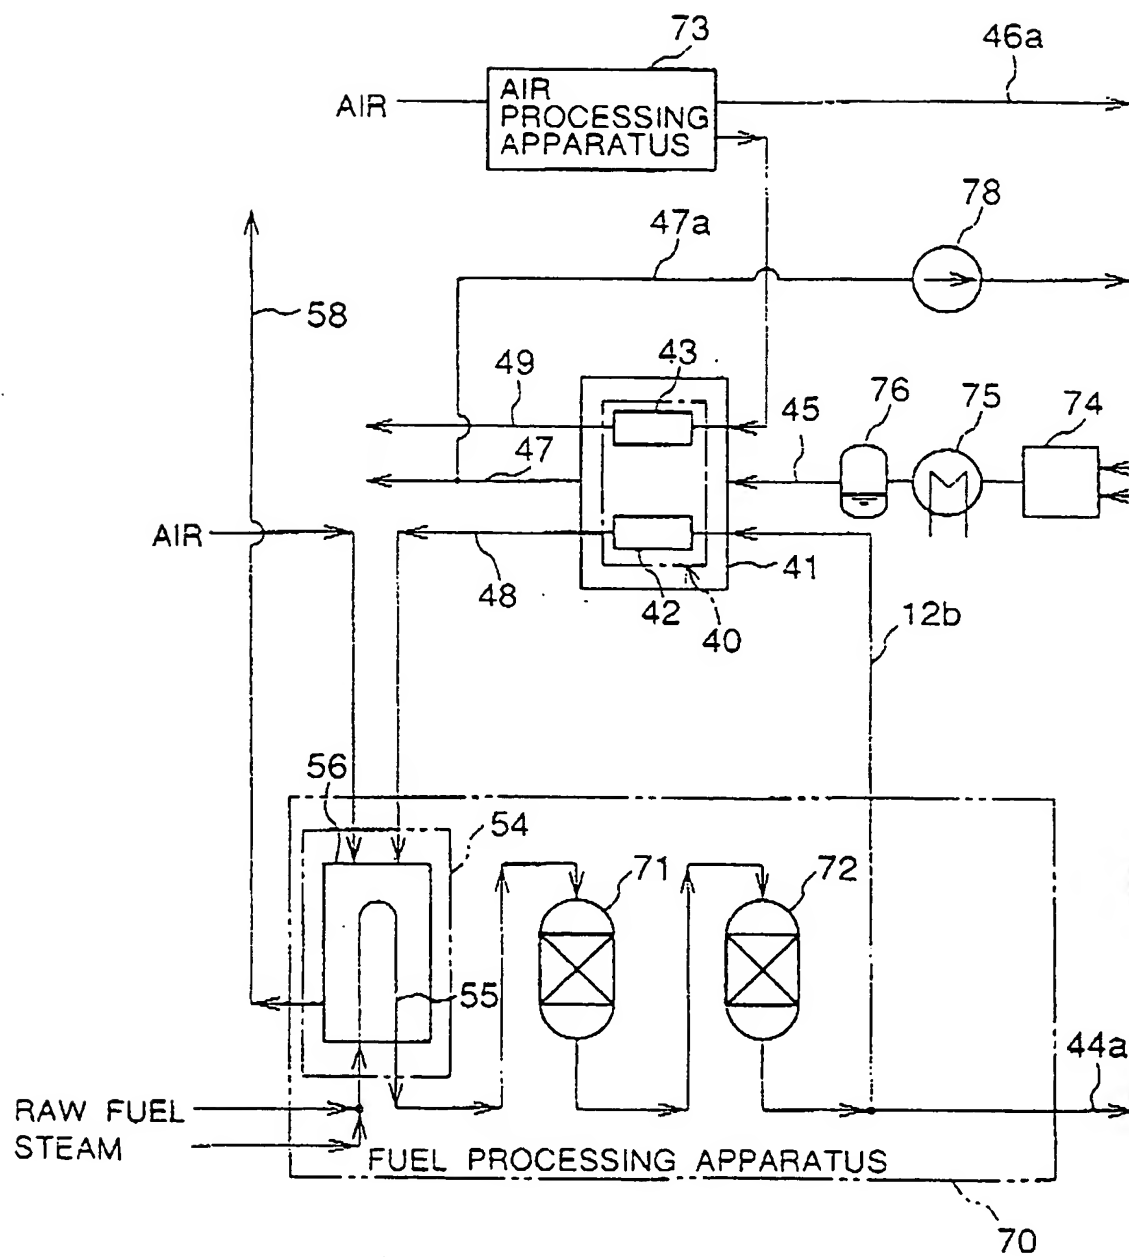 73
46a
AIR
AIR
PROCESSING
APPARATUS
78
47a
58
49
43
76
75
74
45
47
AIR
48
42
41
40
12b
56
54
71
72
55
44a
RAW FUEL
STEAM
FUEL PROCESSING APPARATUS
70